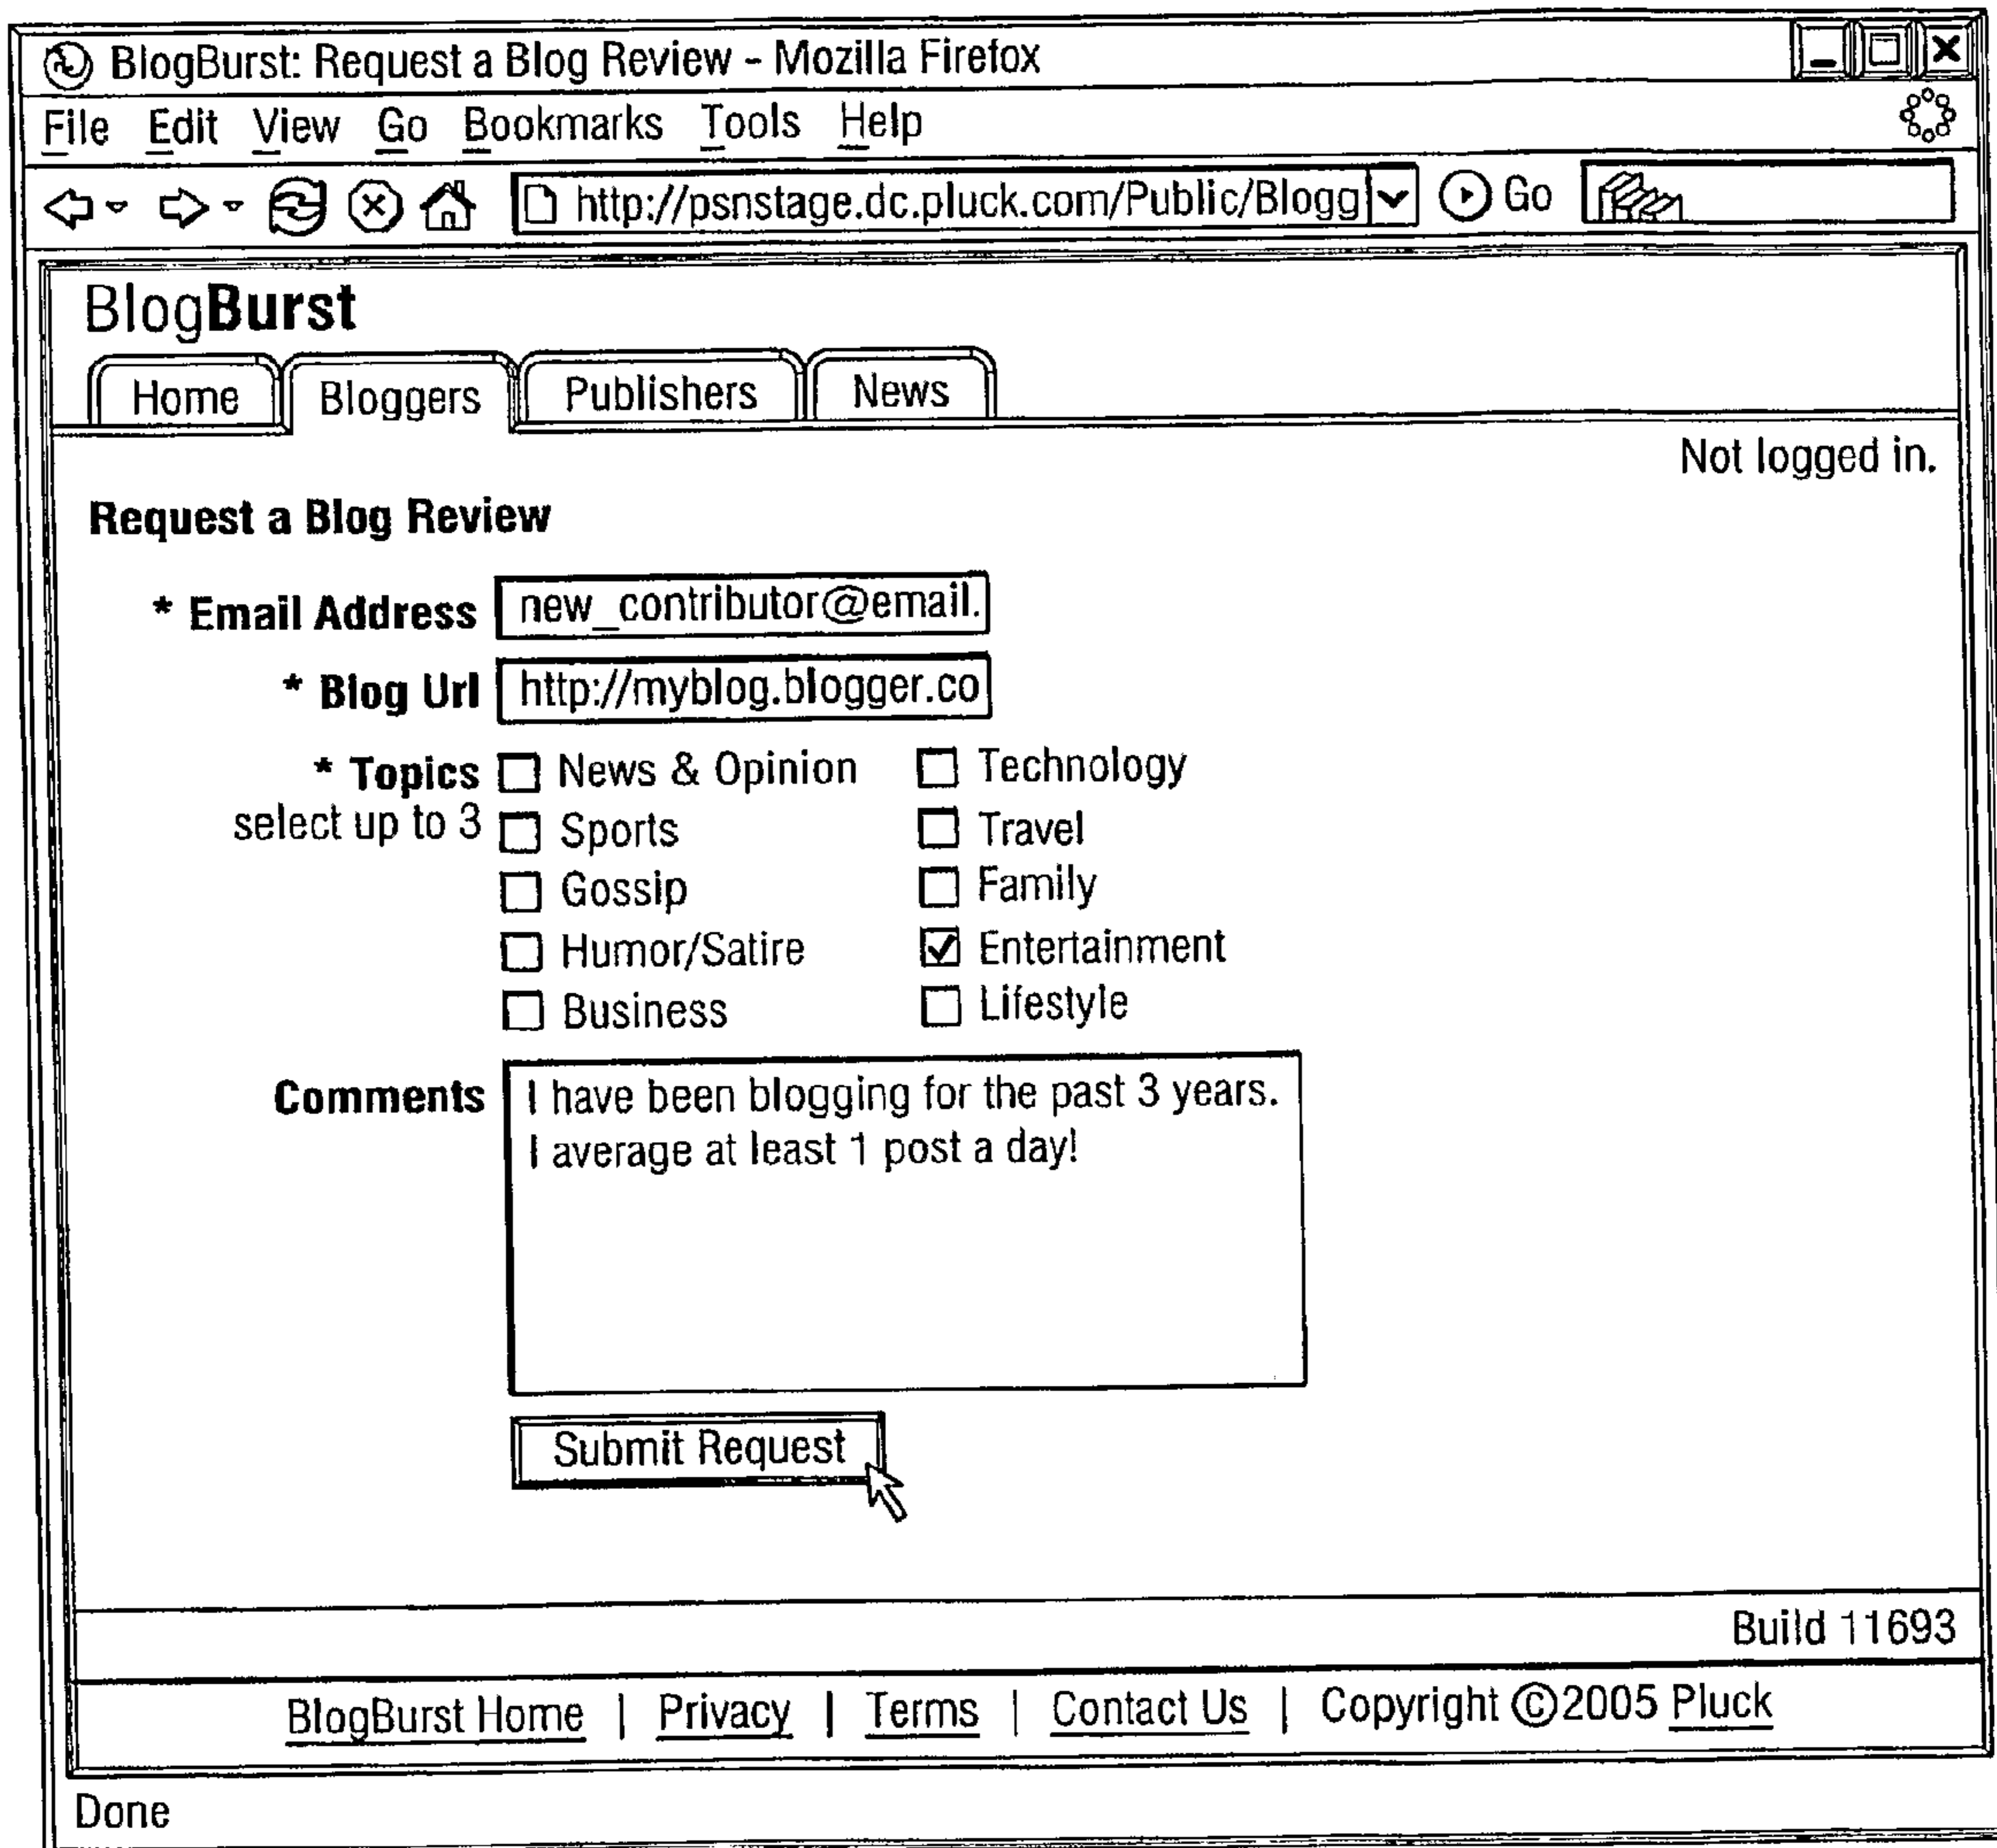 BlogBurst: Request a Blog Review - Mozilla Firefox
File Edit View Go Bookmarks Tools Help
http://psnstage.dc.pluck.com/Public/Blogg Go
BlogBurst
Home Bloggers Publishers News
Not logged in.
Request a Blog Review
* Email Address new_contributor@email.
* Blog Url http://myblog.blogger.co
* Topics News & Opinion Technology
select up to 3 Sports Travel
Gossip Family
Humor/Satire Entertainment
Business Lifestyle
Comments I have been blogging for the past 3 years.
I average at least 1 post a day!
Submit Request
Build 11693
BlogBurst Home | Privacy | Terms | Contact Us | Copyright ©2005 Pluck
Done